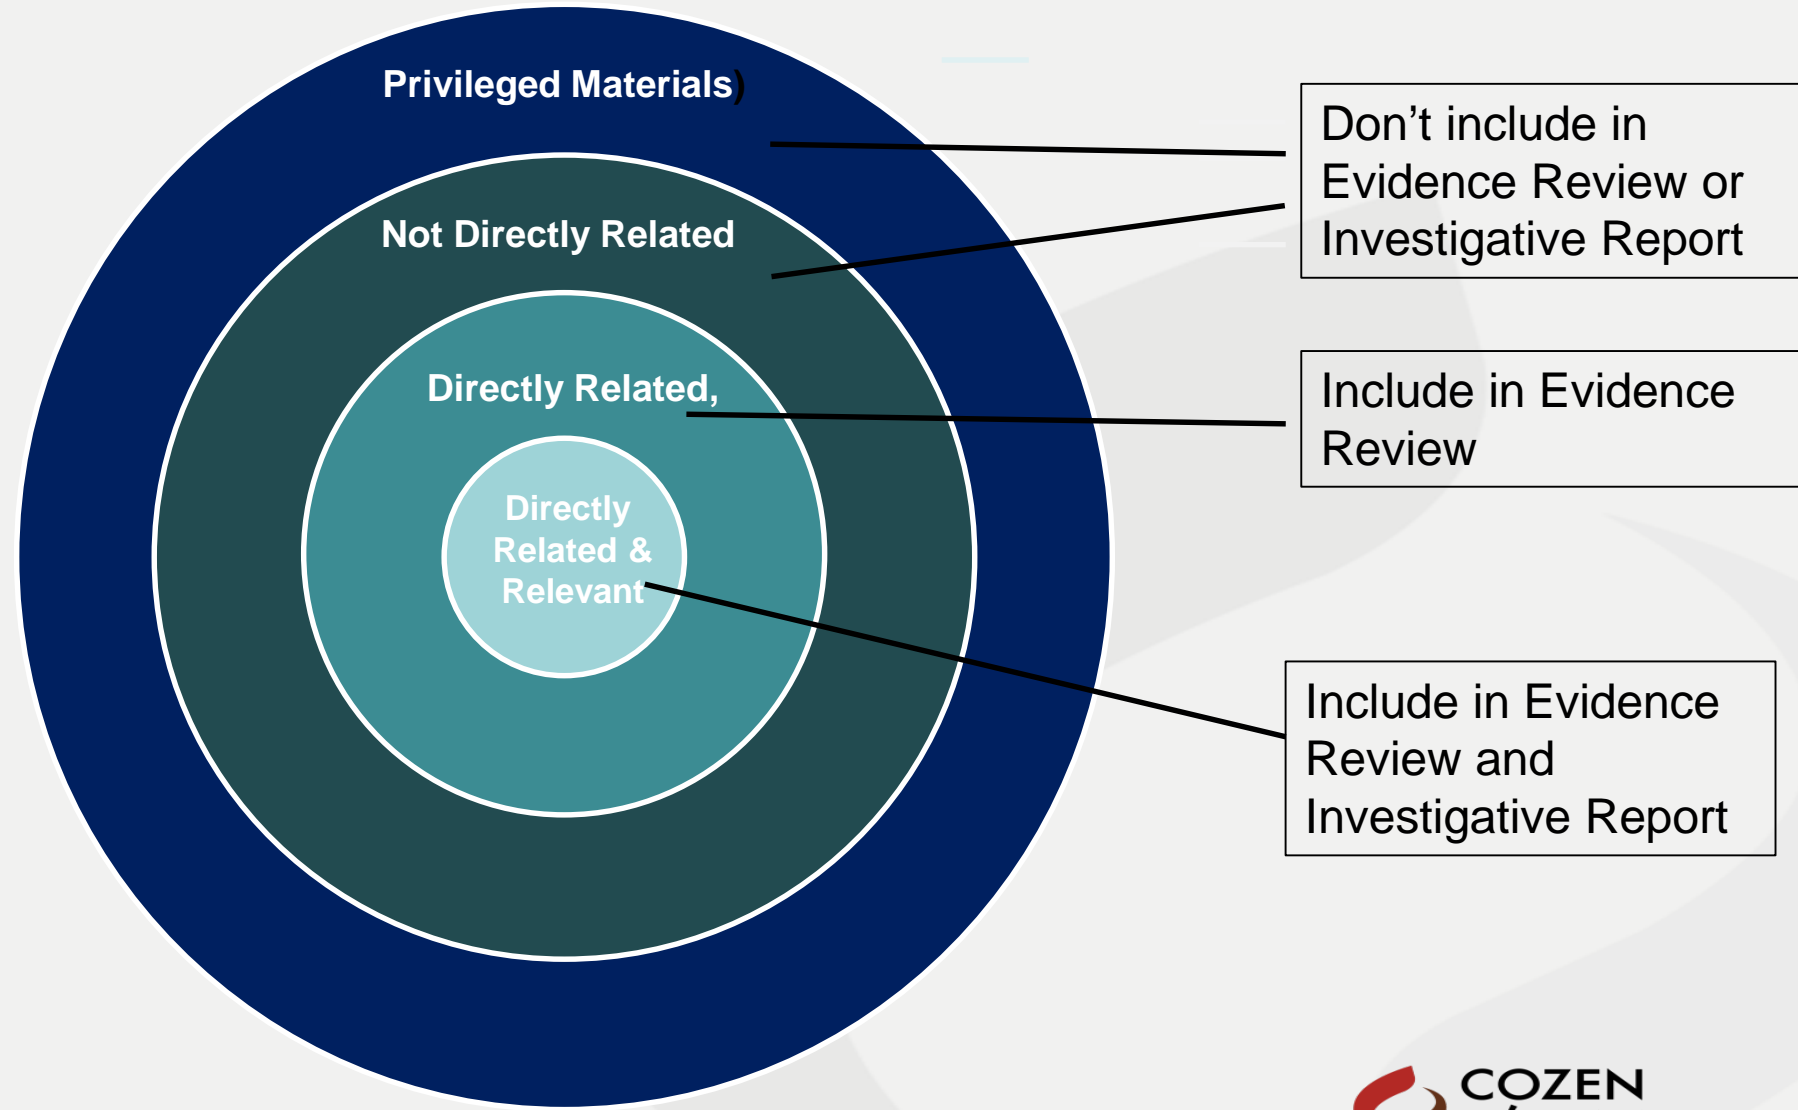 Privileged Materials)
Not Directly Related
Directly Related,
Directly
Related &
Relevant
Don't include in
Evidence Review or
Investigative Report
Include in Evidence
Review
Include in Evidence
Review and
Investigative Report
COZEN